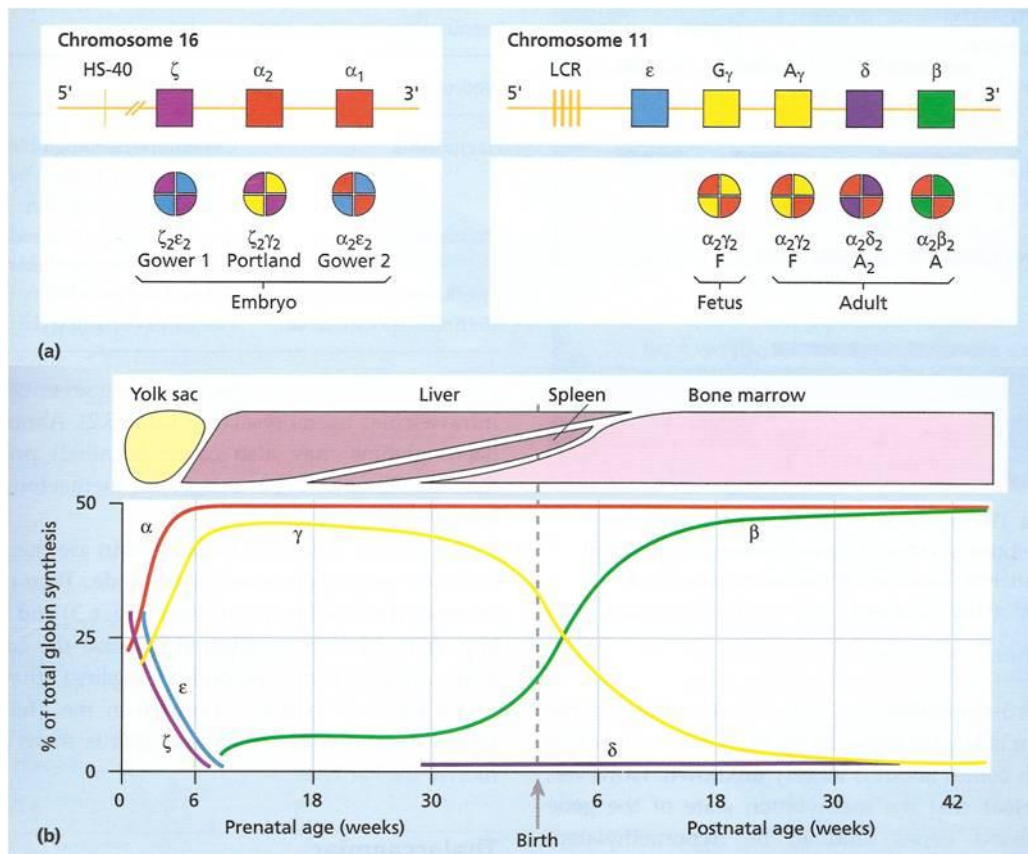 Chromosome 16
HS-40 ζ α₂ α₁
5' 3'
ζ₂ε₂ ζ₂γ₂ α₂ε₂
Gower 1 Portland Gower 2
Embryo
Chromosome 11
LCR ε Gγ Aγ δ β
5' 3'
α₂γ₂ α₂γ₂ α₂δ₂ α₂β₂
F F A₂ A
Fetus Adult
(a)
Yolk sac Liver Spleen Bone marrow
% of total globin synthesis
50
25
0
α γ β
ε
ζ δ
0 6 18 30 6 18 30 42
Prenatal age (weeks) Postnatal age (weeks)
Birth
(b)